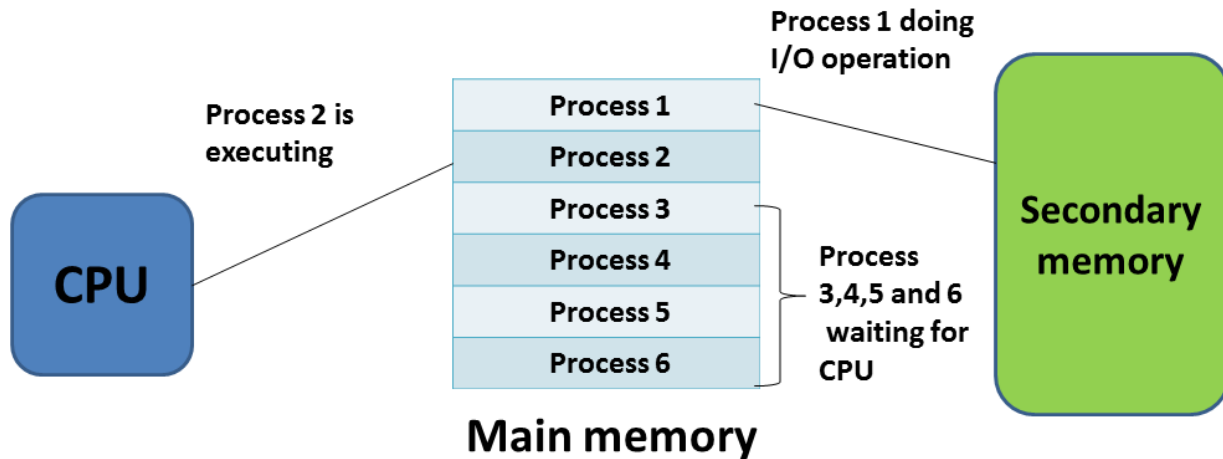 Process 1 doing
I/O operation
Process 2 is
executing
CPU
Process 1
Process 2
Process 3
Process 4
Process 5
Process 6
Main memory
Process
3,4,5 and 6
waiting for
CPU
Secondary
memory